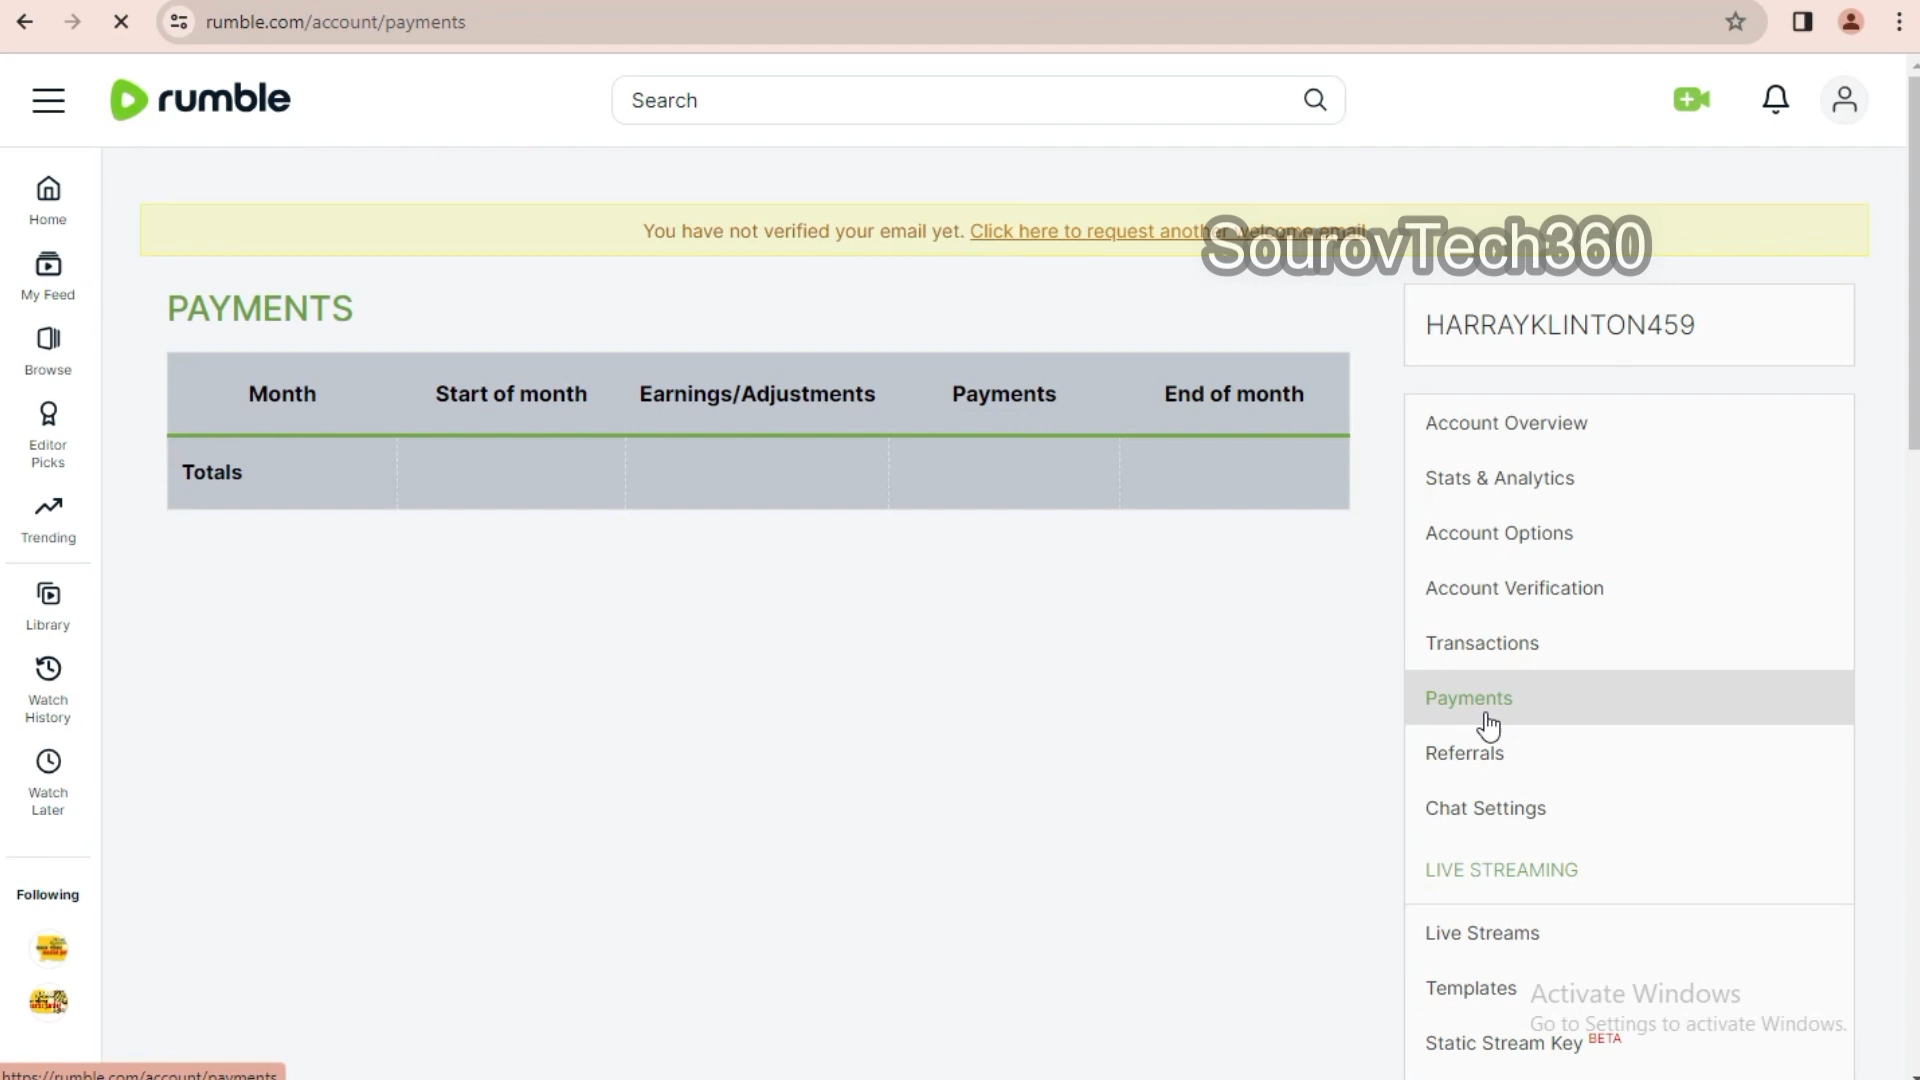 rumble.com/account/payments
rumble
Search
Home
My Feed
Browse
Editor
Picks
Trending
Library
Watch
History
Watch
Later
Following
You have not verified your email yet. Click here to request another welcome email.
SourovTech360
PAYMENTS
Month Start of month Earnings/Adjustments Payments End of month
Totals
HARRAYKLINTON459
Account Overview
Stats & Analytics
Account Options
Account Verification
Transactions
Payments
Referrals
Chat Settings
LIVE STREAMING
Live Streams
Templates
Static Stream Key BETA
Activate Windows
Go to Settings to activate Windows.
https://rumble.com/account/payments